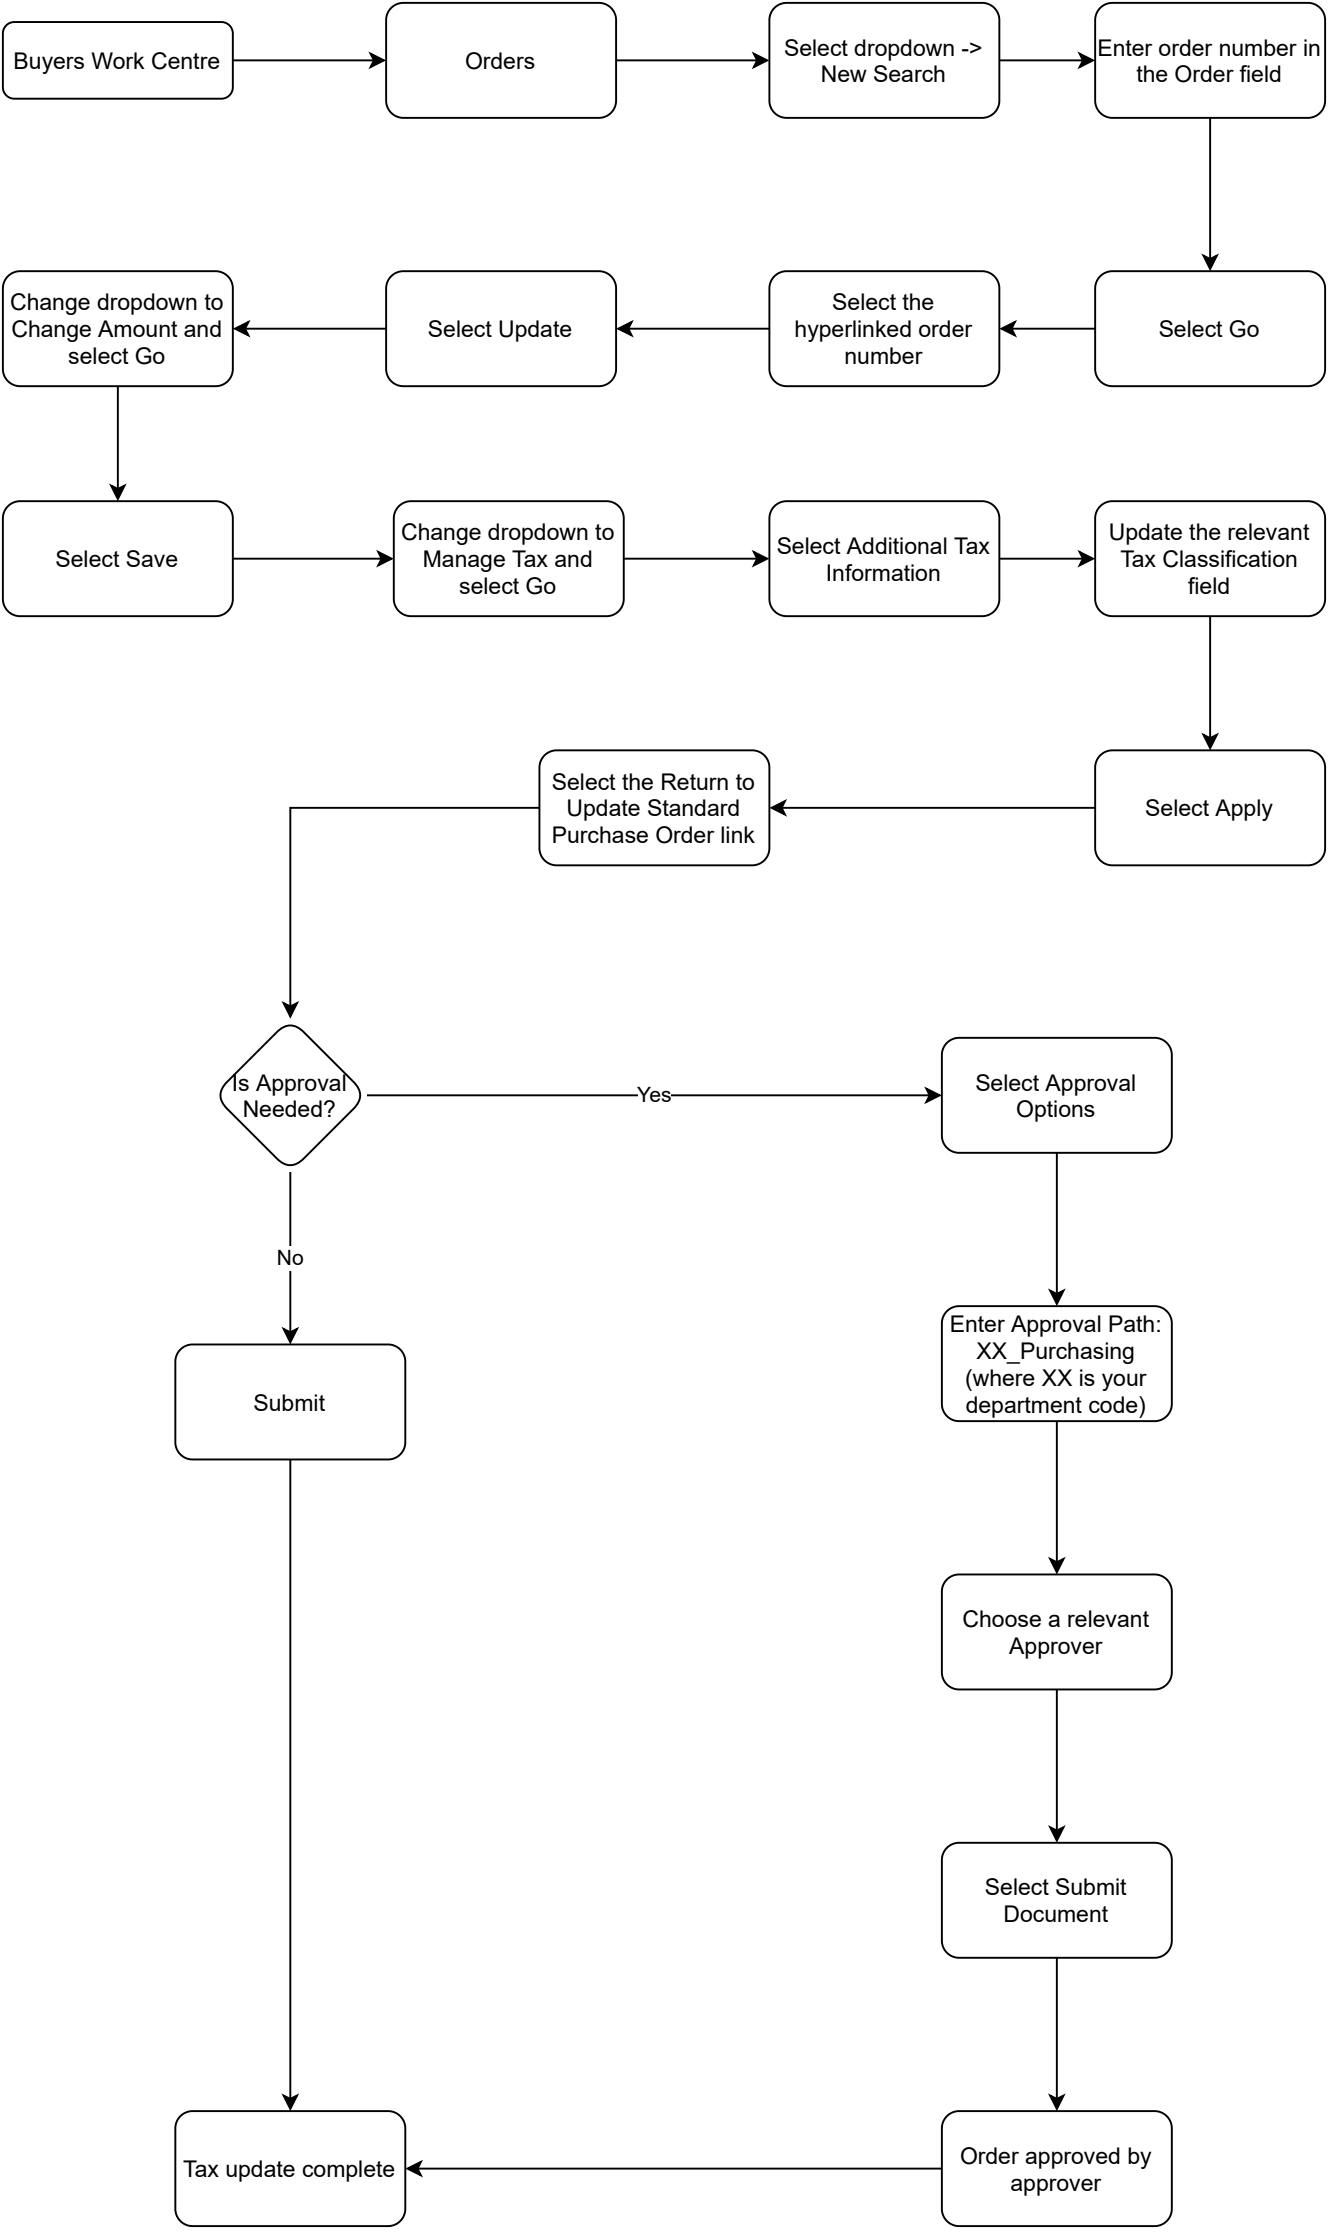 Buyers Work Centre
Orders
Select dropdown ->
New Search
Enter order number in
the Order field
Select Go
Select the
hyperlinked order
number
Select Update
Change dropdown to
Change Amount and
select Go
Select Save
Change dropdown to
Manage Tax and
select Go
Select Additional Tax
Information
Update the relevant
Tax Classification
field
Select Apply
Select the Return to
Update Standard
Purchase Order link
Is Approval
Needed?
Yes
Select Approval
Options
No
Submit
Enter Approval Path:
XX_Purchasing
(where XX is your
department code)
Choose a relevant
Approver
Select Submit
Document
Order approved by
approver
Tax update complete